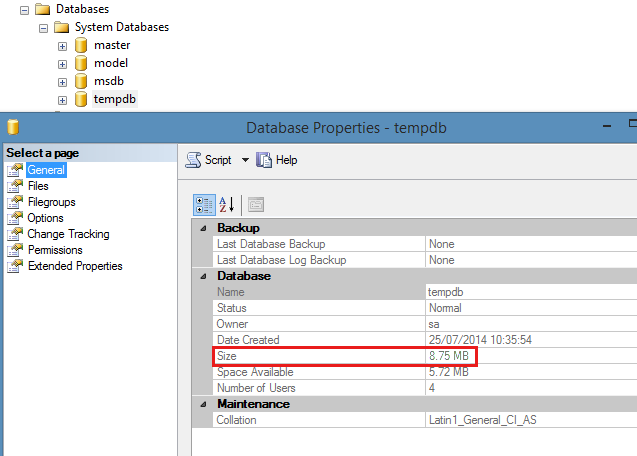 Databases
System Databases
master
model
msdb
tempdb
Database Properties - tempdb
Select a page
General
Files
Filegroups
Options
Change Tracking
Permissions
Extended Properties
Script Help
Backup
Last Database Backup None
Last Database Log Backup None
Database
Name tempdb
Status Normal
Owner sa
Date Created 25/07/2014 10:35:54
Size 8.75 MB
Space Available 5.72 MB
Number of Users 4
Maintenance
Collation Latin1_General_CI_AS